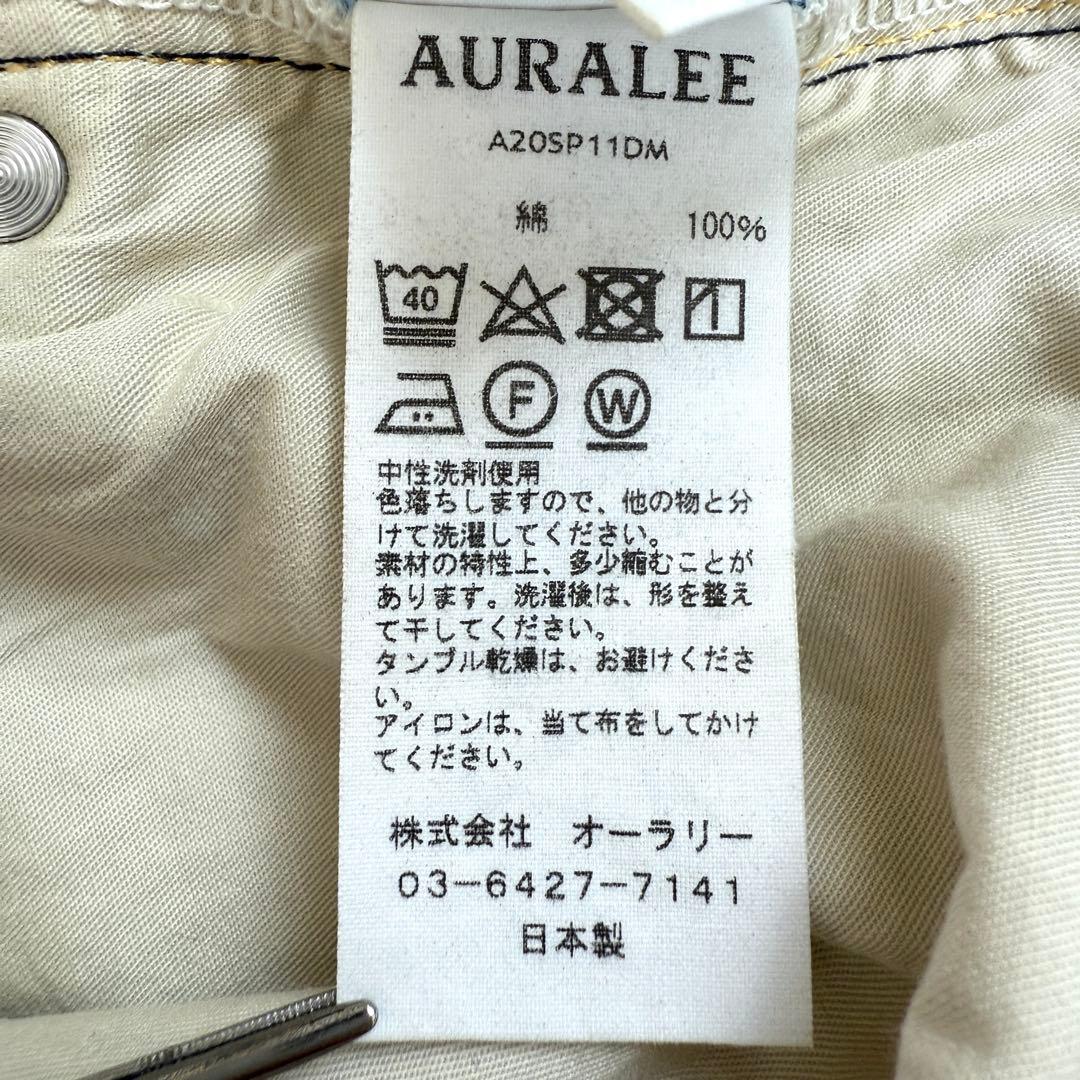 AURALEE
A20SP11DM
綿 100%
40
F W
中性洗剤使用
色落ちしますので、他の物と分
けて洗濯してください。
素材の特性上、多少縮むことが
あります。洗濯後は、形を整え
て干してください。
タンブル乾燥は、お避けくださ
い。
アイロンは、当て布をしてかけ
てください。
株式会社 オーラリー
03-6427-7141
日本製